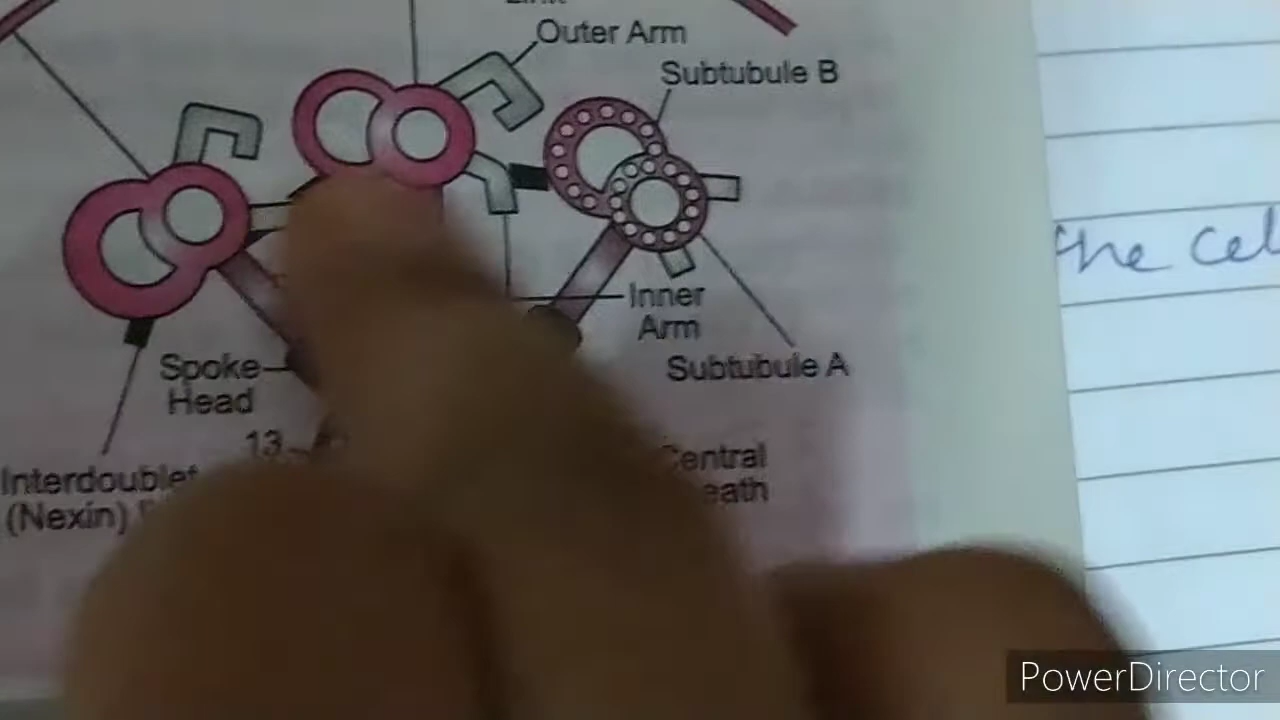 Outer Arm
Subtubule B
the Cel
Inner
Arm
Subtubule A
Spoke
Head
13
Central
Interdoublet
(Nexin)
PowerDirector